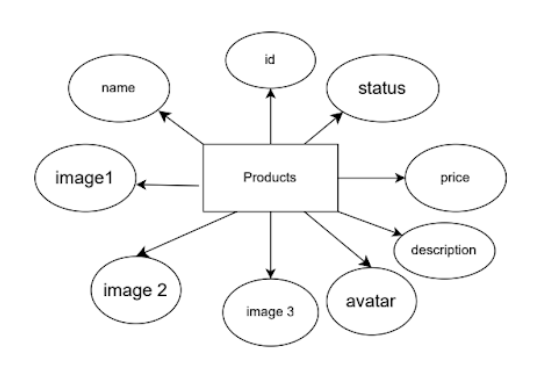 id
name
status
image1
Products
price
description
image 2
image 3
avatar